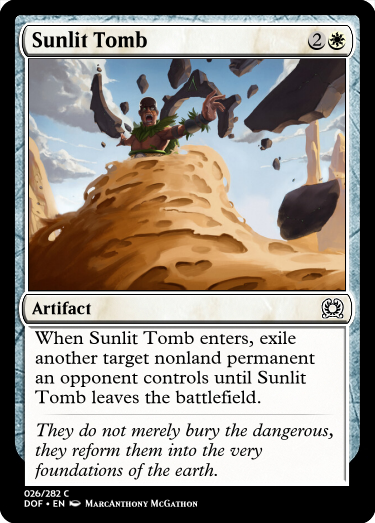 Sunlit Tomb 2
Artifact
When Sunlit Tomb enters, exile
another target nonland permanent
an opponent controls until Sunlit
Tomb leaves the battlefield.
They do not merely bury the dangerous,
they reform them into the very
foundations of the earth.
026/282 C
DOF • EN MarcAnthony McGathon